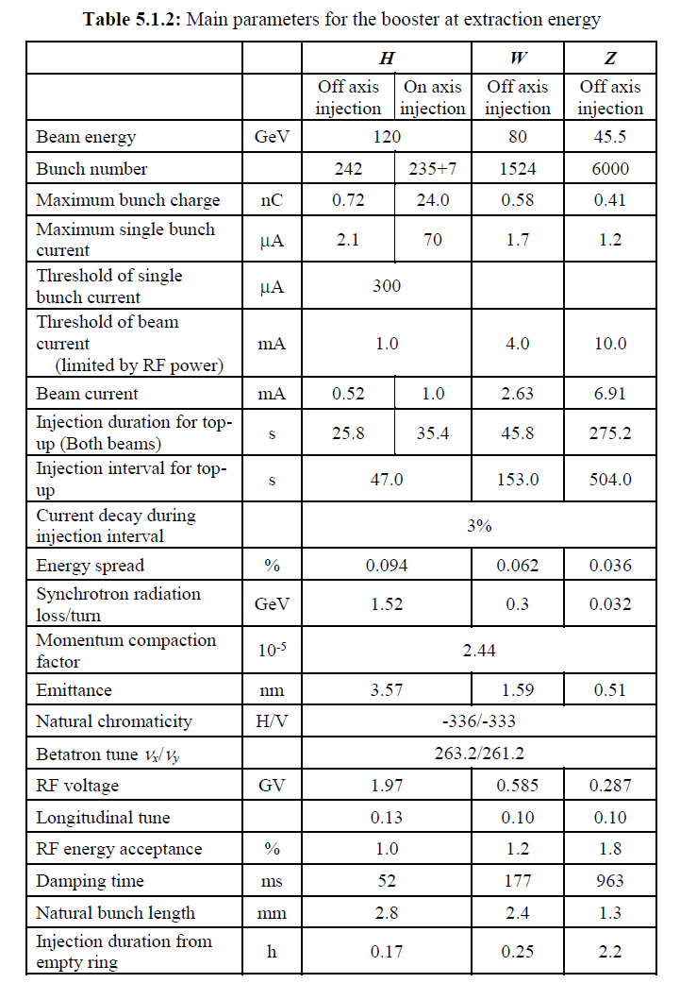 Table 5.1.2: Main parameters for the booster at extraction energy
H W Z
Off axis injection On axis injection Off axis injection Off axis injection
Beam energy GeV 120 80 45.5
Bunch number 242 235+7 1524 6000
Maximum bunch charge nC 0.72 24.0 0.58 0.41
Maximum single bunch current μA 2.1 70 1.7 1.2
Threshold of single bunch current μA 300
Threshold of beam current (limited by RF power) mA 1.0 4.0 10.0
Beam current mA 0.52 1.0 2.63 6.91
Injection duration for top-up (Both beams) s 25.8 35.4 45.8 275.2
Injection interval for top-up s 47.0 153.0 504.0
Current decay during injection interval 3%
Energy spread % 0.094 0.062 0.036
Synchrotron radiation loss/turn GeV 1.52 0.3 0.032
Momentum compaction factor 10⁻⁵ 2.44
Emittance nm 3.57 1.59 0.51
Natural chromaticity H/V -336/-333
Betatron tune νx/νy 263.2/261.2
RF voltage GV 1.97 0.585 0.287
Longitudinal tune 0.13 0.10 0.10
RF energy acceptance % 1.0 1.2 1.8
Damping time ms 52 177 963
Natural bunch length mm 2.8 2.4 1.3
Injection duration from empty ring h 0.17 0.25 2.2